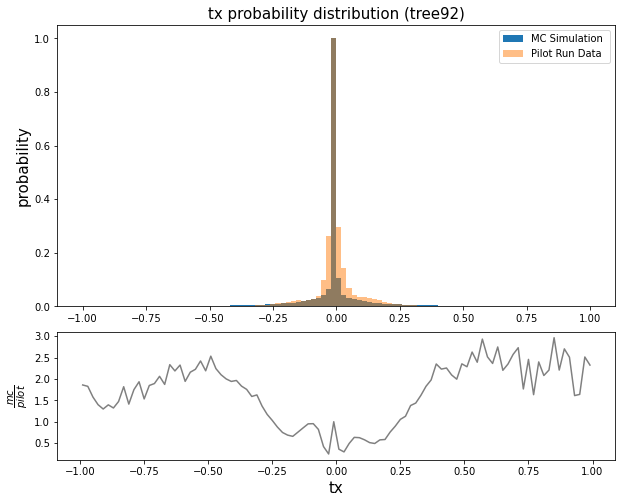 tx probability distribution (tree92)
MC Simulation
Pilot Run Data
probability
1.0
0.8
0.6
0.4
0.2
0.0
−1.00 −0.75 −0.50 −0.25 0.00 0.25 0.50 0.75 1.00
mc
pilot
3.0
2.5
2.0
1.5
1.0
0.5
−1.00 −0.75 −0.50 −0.25 0.00 0.25 0.50 0.75 1.00
tx